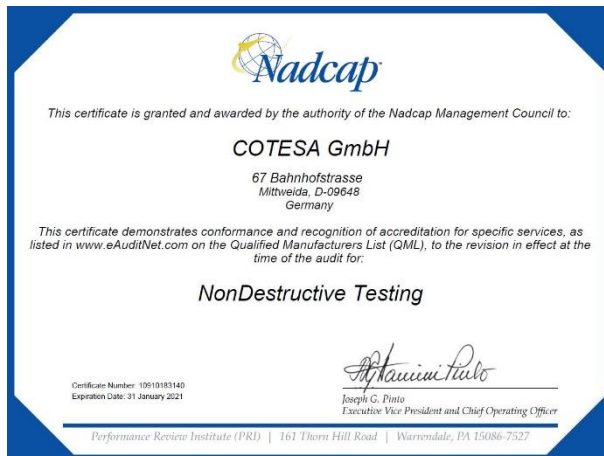 Nadcap
This certificate is granted and awarded by the authority of the Nadcap Management Council to:
COTESA GmbH
67 Bahnhofstrasse
Mittweida, D-09648
Germany
This certificate demonstrates conformance and recognition of accreditation for specific services, as
listed in www.eAuditNet.com on the Qualified Manufacturers List (QML), to the revision in effect at the
time of the audit for:
NonDestructive Testing
Certificate Number: 10910183140
Expiration Date: 31 January 2021
Joseph G. Pinto
Executive Vice President and Chief Operating Officer
Performance Review Institute (PRI) | 161 Thorn Hill Road | Warrendale, PA 15086-7527